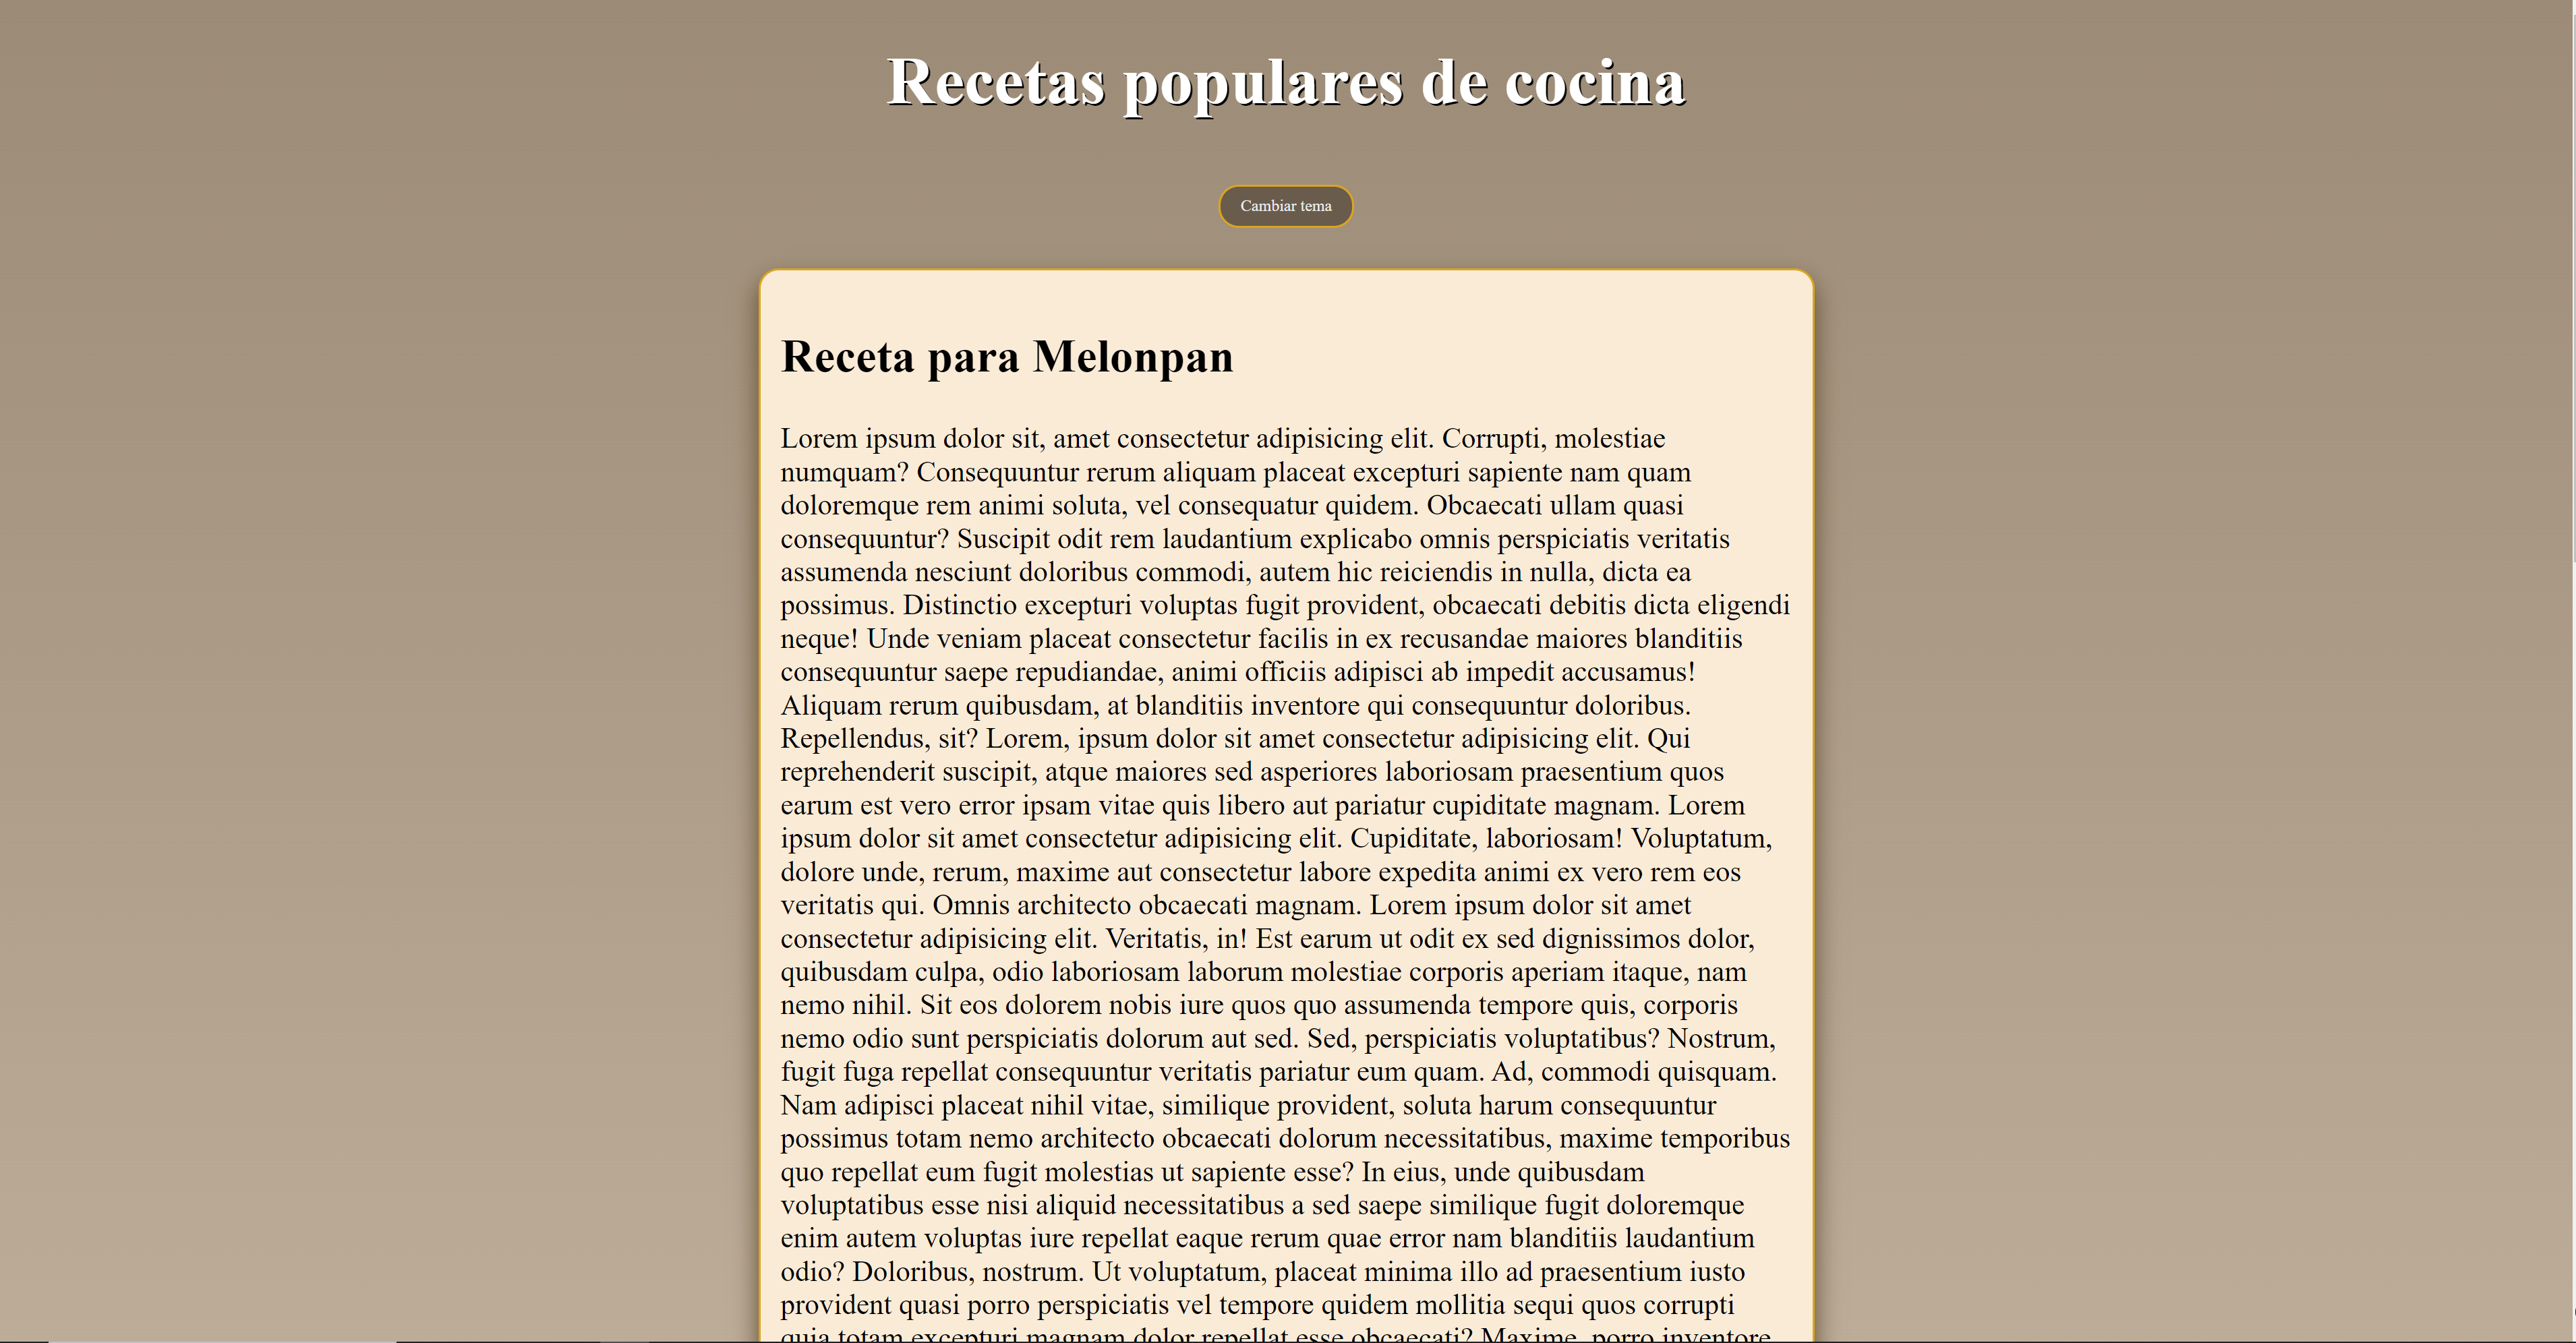 Recetas populares de cocina
Cambiar tema
Receta para Melonpan
Lorem ipsum dolor sit, amet consectetur adipisicing elit. Corrupti, molestiae
numquam? Consequuntur rerum aliquam placeat excepturi sapiente nam quam
doloremque rem animi soluta, vel consequatur quidem. Obcaecati ullam quasi
consequuntur? Suscipit odit rem laudantium explicabo omnis perspiciatis veritatis
assumenda nesciunt doloribus commodi, autem hic reiciendis in nulla, dicta ea
possimus. Distinctio excepturi voluptas fugit provident, obcaecati debitis dicta eligendi
neque! Unde veniam placeat consectetur facilis in ex recusandae maiores blanditiis
consequuntur saepe repudiandae, animi officiis adipisci ab impedit accusamus!
Aliquam rerum quibusdam, at blanditiis inventore qui consequuntur doloribus.
Repellendus, sit? Lorem, ipsum dolor sit amet consectetur adipisicing elit. Qui
reprehenderit suscipit, atque maiores sed asperiores laboriosam praesentium quos
earum est vero error ipsam vitae quis libero aut pariatur cupiditate magnam. Lorem
ipsum dolor sit amet consectetur adipisicing elit. Cupiditate, laboriosam! Voluptatum,
dolore unde, rerum, maxime aut consectetur labore expedita animi ex vero rem eos
veritatis qui. Omnis architecto obcaecati magnam. Lorem ipsum dolor sit amet
consectetur adipisicing elit. Veritatis, in! Est earum ut odit ex sed dignissimos dolor,
quibusdam culpa, odio laboriosam laborum molestiae corporis aperiam itaque, nam
nemo nihil. Sit eos dolorem nobis iure quos quo assumenda tempore quis, corporis
nemo odio sunt perspiciatis dolorum aut sed. Sed, perspiciatis voluptatibus? Nostrum,
fugit fuga repellat consequuntur veritatis pariatur eum quam. Ad, commodi quisquam.
Nam adipisci placeat nihil vitae, similique provident, soluta harum consequuntur
possimus totam nemo architecto obcaecati dolorum necessitatibus, maxime temporibus
quo repellat eum fugit molestias ut sapiente esse? In eius, unde quibusdam
voluptatibus esse nisi aliquid necessitatibus a sed saepe similique fugit doloremque
enim autem voluptas iure repellat eaque rerum quae error nam blanditiis laudantium
odio? Doloribus, nostrum. Ut voluptatum, placeat minima illo ad praesentium iusto
provident quasi porro perspiciatis vel tempore quidem mollitia sequi quos corrupti
quia totam excepturi magnam dolor repellat esse obcaecati? Maxime, porro inventore